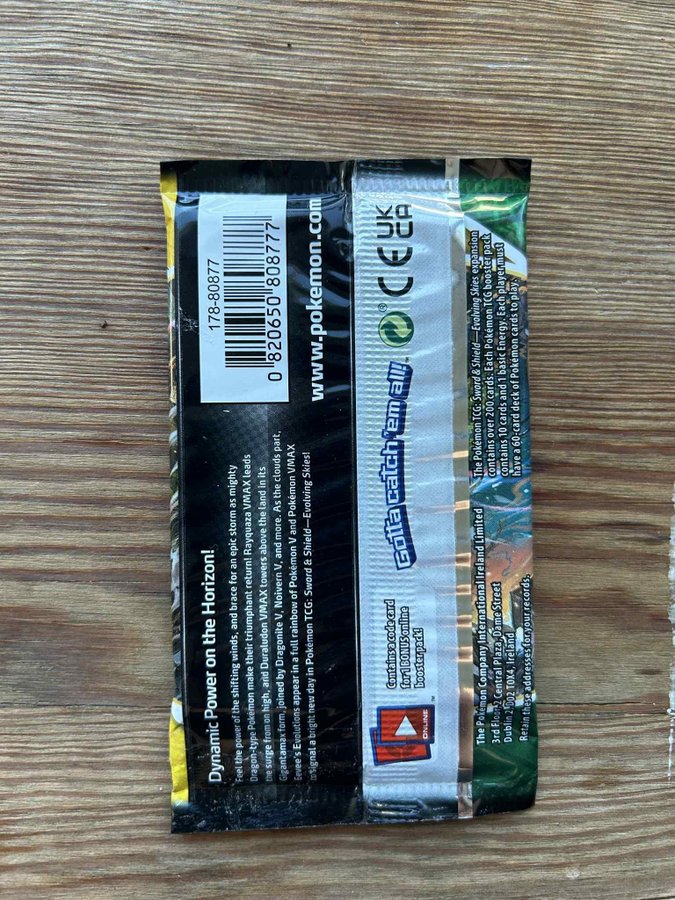 Dynamic Power on the Horizon!
Feel the power of the shifting winds, and brace for an epic storm as mighty
Dragon-type Pokémon make their triumphant return! Rayquaza VMAX leads
the surge from on high, and Duraludon VMAX towers above the land in its
Gigantamax form, joined by Dragonite V, Noivern V, and more. As the clouds part,
Eevee's Evolutions appear in a full rainbow of Pokémon V and Pokémon VMAX
to signal a bright new day in Pokémon TCG: Sword & Shield—Evolving Skies!
178-80877
0 820650 808777
www.pokemon.com
ONLINE
Contains a code card
for 1 BONUS online
booster pack!
Gotta catch 'em all!™
CE
UK
CA
The Pokémon Company International Ireland Limited
3rd Floor, 2 Central Plaza, Dame Street
Dublin 2, D02 T0X4, Ireland
Retain these addresses for your records.
The Pokémon TCG: Sword & Shield—Evolving Skies expansion
contains over 200 cards. Each Pokémon TCG booster pack
contains 10 cards and 1 basic Energy. Each player must
have a 60-card deck of Pokémon cards to play.